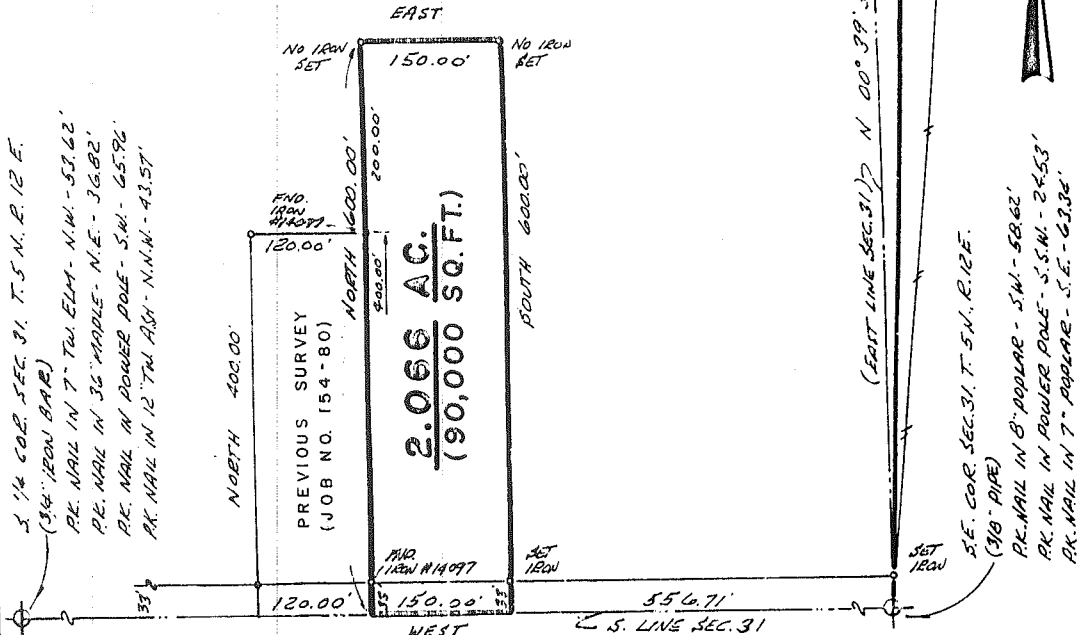 EAST
NO IRON
SET
150.00'
NO IRON
SET
200.00'
NORTH 600.00'
400.00'
SOUTH 600.00'
2.066 AC.
(90,000 SQ.FT.)
FND.
IRON
#14097
120.00'
NORTH 400.00'
PREVIOUS SURVEY
(JOB NO. 154-80)
S 1/4 COR. SEC. 31. T.5 N. R.12 E.
(3/4" IRON BAR)
P.K. NAIL IN 7" TW. ELM - N.W. - 53.62'
P.K. NAIL IN 36" MAPLE - N.E. - 36.82'
P.K. NAIL IN POWER POLE - S.W. - 65.96'
P.K. NAIL IN 12" TW. ASH - N.N.W. - 43.57'
(EAST LINE SEC. 31) N 00° 39'
S.E. COR. SEC. 31. T. 5 N., R. 12 E.
(3/8" PIPE)
P.K. NAIL IN 8" POPLAR - S.W. - 58.62'
P.K. NAIL IN POWER POLE - S.S.W. - 24.53'
P.K. NAIL IN 7" POPLAR - S.E. - 63.36'
FND.
IRON #14097
SET
IRON
SET
IRON
33'
120.00'
33'
150.00'
33'
556.71'
WEST
S. LINE SEC. 31